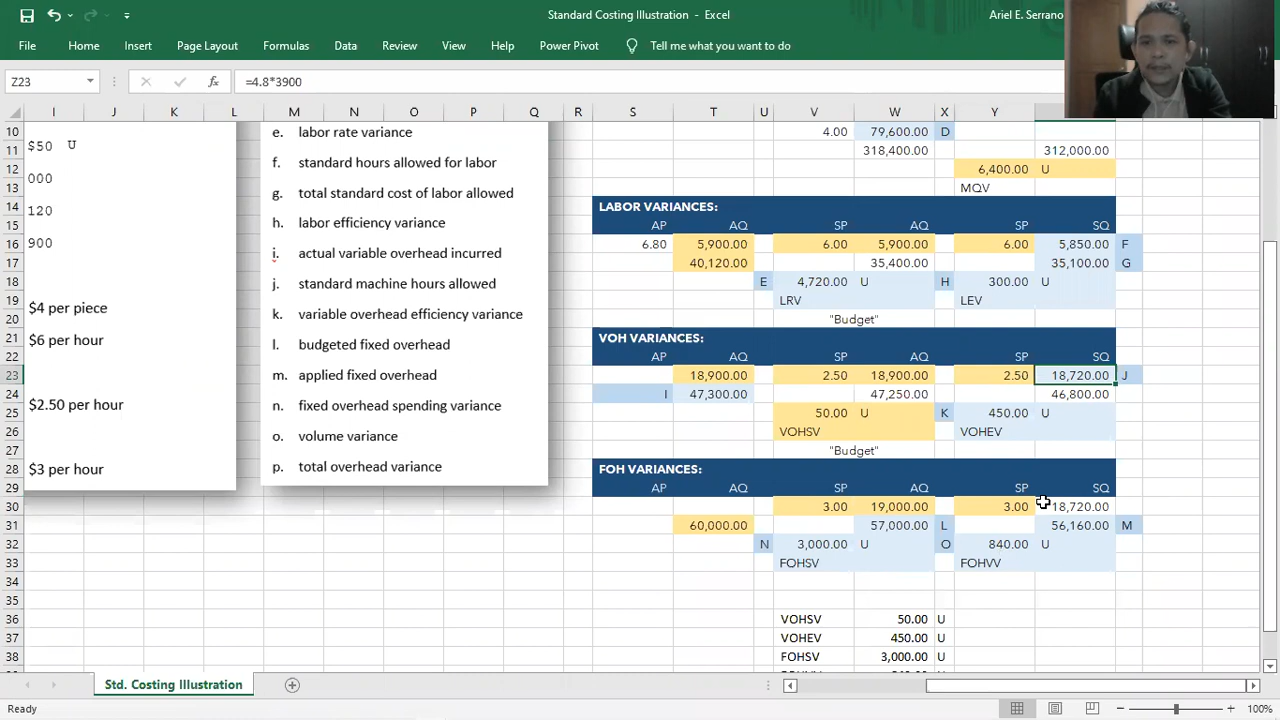 Standard Costing Illustration - Excel
Ariel E. Serrano
File Home Insert Page Layout Formulas Data Review View Help Power Pivot Tell me what you want to do
Z23 fx =4.8*3900
I J K L M N O P Q R S T U V W X Y
10 4.00 79,600.00 D
11 318,400.00 312,000.00
12 6,400.00 U
13 MQV
14 LABOR VARIANCES:
15 AP AQ SP AQ SP SQ
16 6.80 5,900.00 6.00 5,900.00 6.00 5,850.00 F
17 40,120.00 35,400.00 35,100.00 G
18 E 4,720.00 U H 300.00 U
19 LRV LEV
20 "Budget"
21 VOH VARIANCES:
22 AP AQ SP AQ SP SQ
23 18,900.00 2.50 18,900.00 2.50 18,720.00 J
24 I 47,300.00 47,250.00 46,800.00
25 50.00 U K 450.00 U
26 VOHSV VOHEV
27 "Budget"
28 FOH VARIANCES:
29 AP AQ SP AQ SP SQ
30 3.00 19,000.00 3.00 18,720.00
31 60,000.00 57,000.00 L 56,160.00 M
32 N 3,000.00 U O 840.00 U
33 FOHSV FOHVV
34
35
36 VOHSV 50.00 U
37 VOHEV 450.00 U
38 FOHSV 3,000.00 U
$50 U
000
120
900
$4 per piece
$6 per hour
$2.50 per hour
$3 per hour
e. labor rate variance
f. standard hours allowed for labor
g. total standard cost of labor allowed
h. labor efficiency variance
i. actual variable overhead incurred
j. standard machine hours allowed
k. variable overhead efficiency variance
l. budgeted fixed overhead
m. applied fixed overhead
n. fixed overhead spending variance
o. volume variance
p. total overhead variance
Std. Costing Illustration
Ready
100%